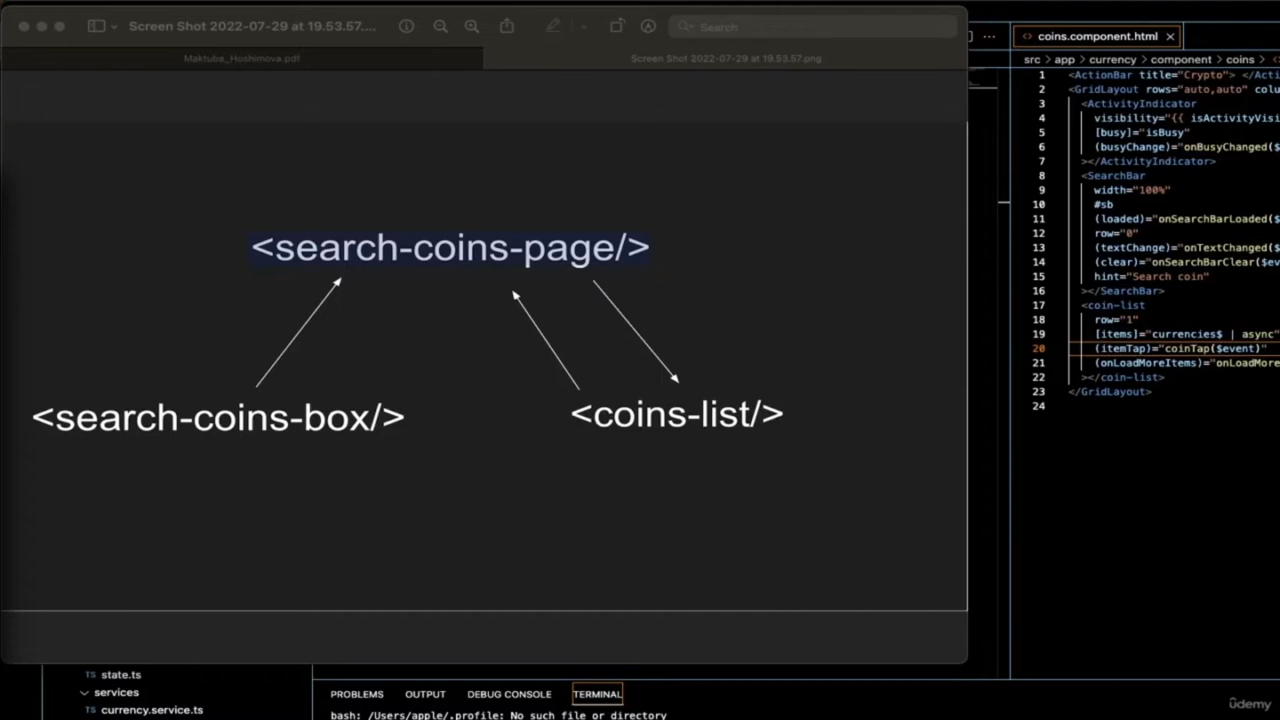 Screen Shot 2022-07-29 at 19.53.57....
Search
Maktuba_Hoshimova.pdf
Screen Shot 2022-07-29 at 19.53.57.png
<search-coins-page/>
<search-coins-box/>
<coins-list/>
coins.component.html
src > app > currency > component > coins >
1 <ActionBar title="Crypto"> </Acti
2 <GridLayout rows="auto,auto" colu
3 <ActivityIndicator
4 visibility="{{ isActivityVisi
5 [busy]="isBusy"
6 (busyChange)="onBusyChanged($
7 ></ActivityIndicator>
8 <SearchBar
9 width="100%"
10 #sb
11 (loaded)="onSearchBarLoaded($
12 row="0"
13 (textChange)="onTextChanged($
14 (clear)="onSearchBarClear($ev
15 hint="Search coin"
16 ></SearchBar>
17 <coin-list
18 row="1"
19 [items]="currencies$ | async"
20 (itemTap)="coinTap($event)"
21 (onLoadMoreItems)="onLoadMore
22 ></coin-list>
23 </GridLayout>
24
TS state.ts
services
TS currency.service.ts
PROBLEMS OUTPUT DEBUG CONSOLE TERMINAL
bash: /Users/apple/.profile: No such file or directory
ûdemy